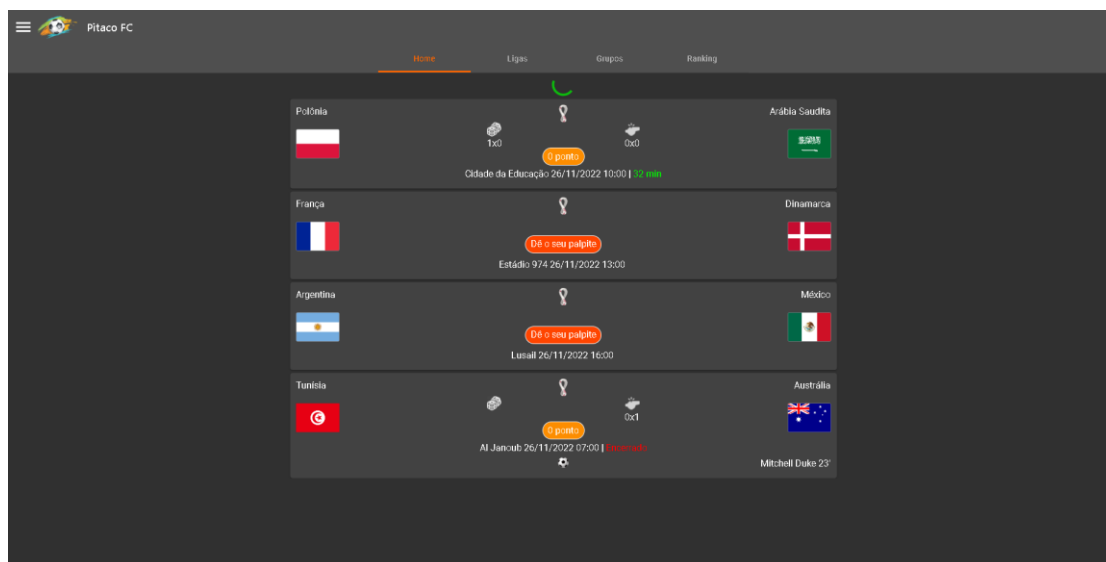 Pitaco FC
Home Ligas Grupos Ranking
Polônia Arábia Saudita
1x0 0x0
0 ponto
Cidade da Educação 26/11/2022 10:00 | 32 min
França Dinamarca
Dê o seu palpite
Estádio 974 26/11/2022 13:00
Argentina México
Dê o seu palpite
Lusail 26/11/2022 16:00
Tunísia Austrália
0x1
0 ponto
Al Janoub 26/11/2022 07:00 |
Mitchell Duke 23'